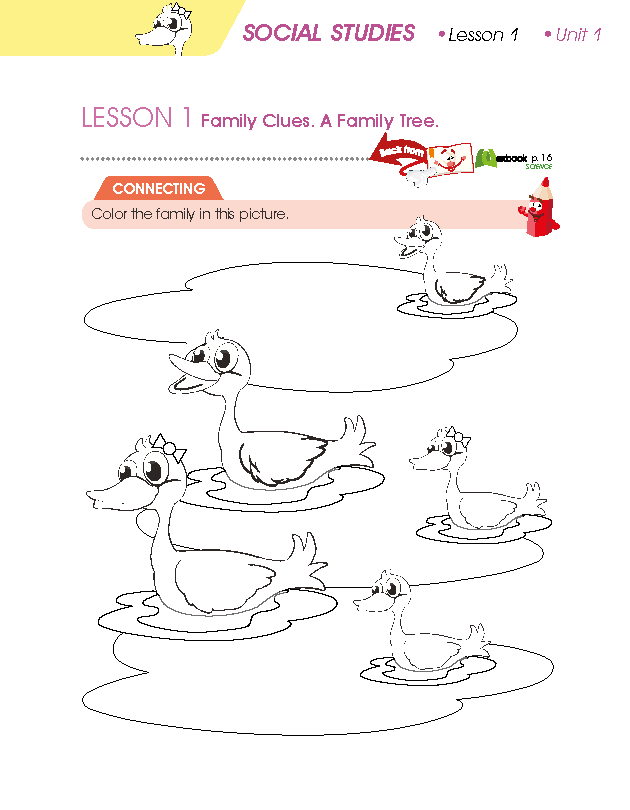 SOCIAL STUDIES • Lesson 1 • Unit 1
LESSON 1 Family Clues. A Family Tree.
Back from
p. 16
SCIENCE
CONNECTING
Color the family in this picture.